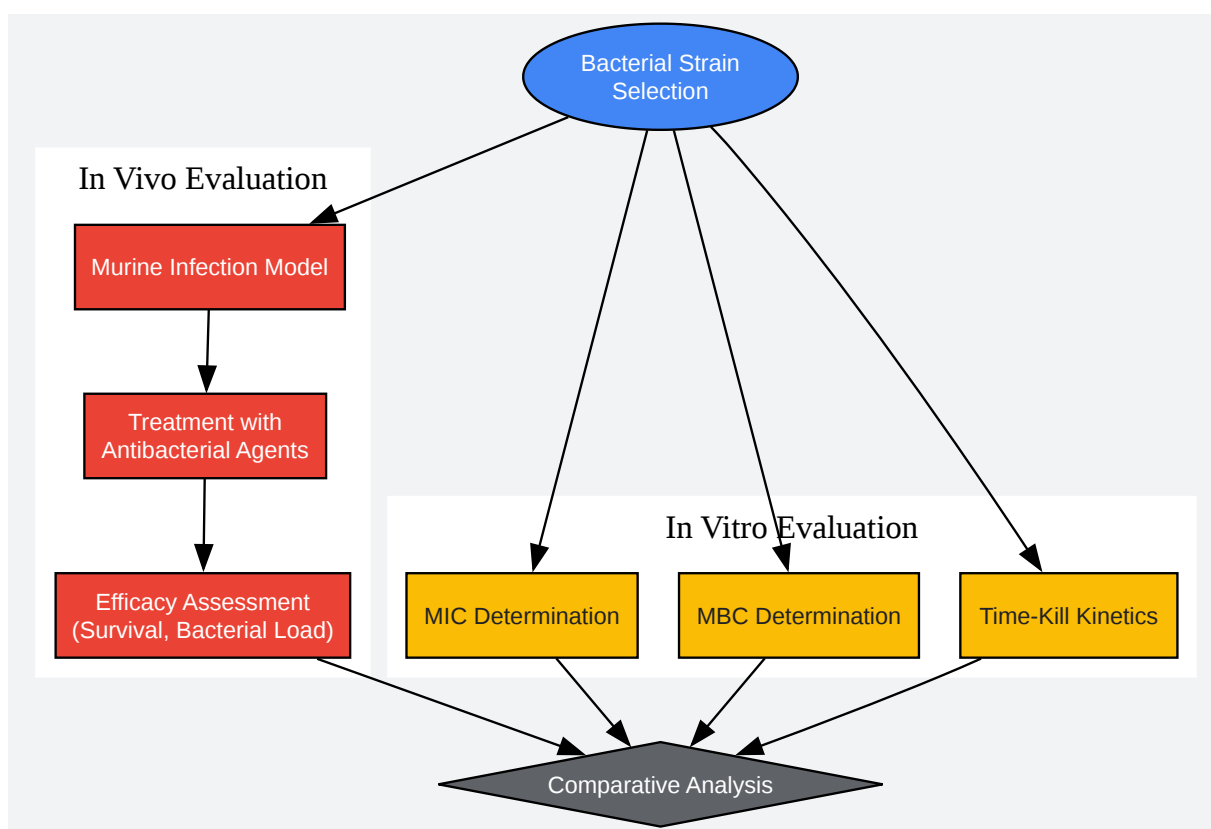 Bacterial Strain
Selection
In Vivo Evaluation
Murine Infection Model
Treatment with
Antibacterial Agents
Efficacy Assessment
(Survival, Bacterial Load)
In Vitro Evaluation
MIC Determination
MBC Determination
Time-Kill Kinetics
Comparative Analysis